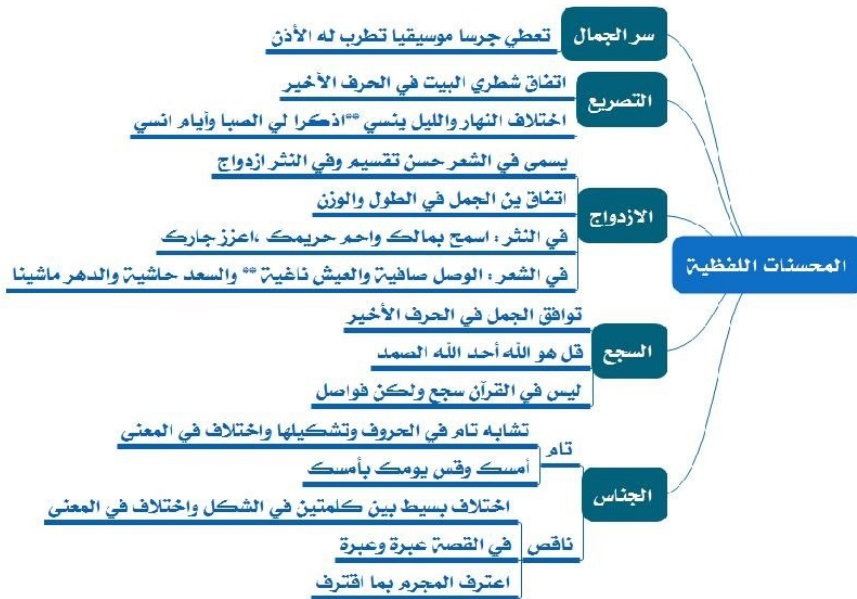 المحسنات اللفظية
سر الجمال
تعطي جرسا موسيقيا تطرب له الأذن
التصريع
اتفاق شطري البيت في الحرف الأخير
اختلاف النهار والليل ينسي **اذكرا لي الصبا وأيام انسي
الازدواج
يسمى في الشعر حسن تقسيم وفي النثر ازدواج
اتفاق ين الجمل في الطول والوزن
في النثر : اسمح بمالك واحم حريمك ،اعزز جارك
في الشعر : الوصل صافية والعيش ناغية ** والسعد حاشية والدهر ماشينا
السجع
توافق الجمل في الحرف الأخير
قل هو الله أحد الله الصمد
ليس في القرآن سجع ولكن فواصل
الجناس
تام
تشابه تام في الحروف وتشكيلها واختلاف في المعنى
أمسك وقس يومك بأمسك
ناقص
اختلاف بسيط بين كلمتين في الشكل واختلاف في المعنى
في القصة عبرة وعبرة
اعترف المجرم بما اقترف